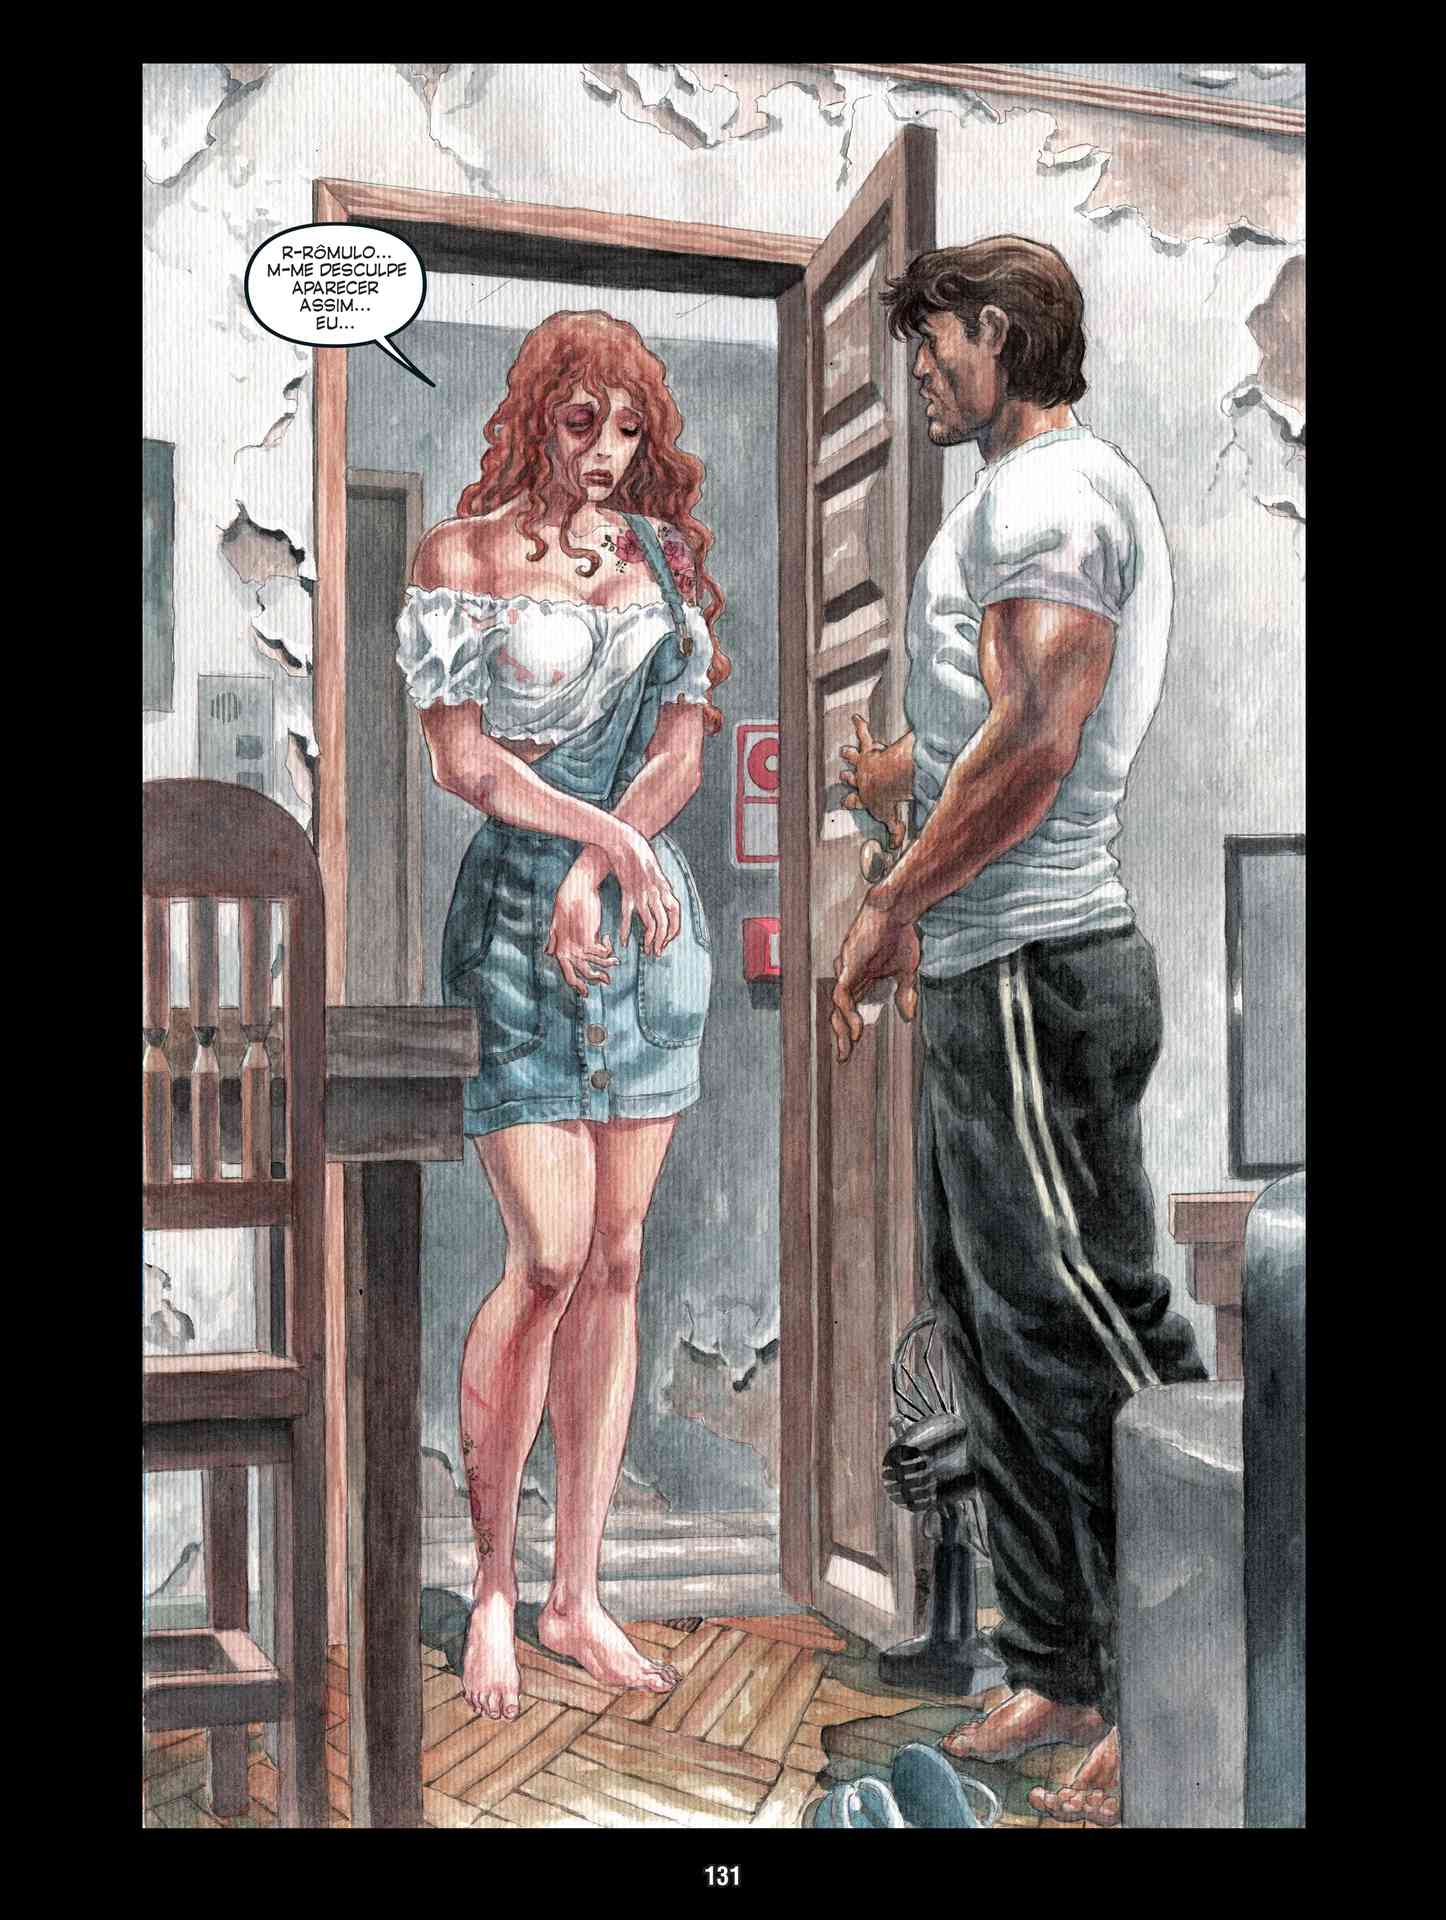 R-RÔMULO...
M-ME DESCULPE
APARECER
ASSIM...
EU...
131